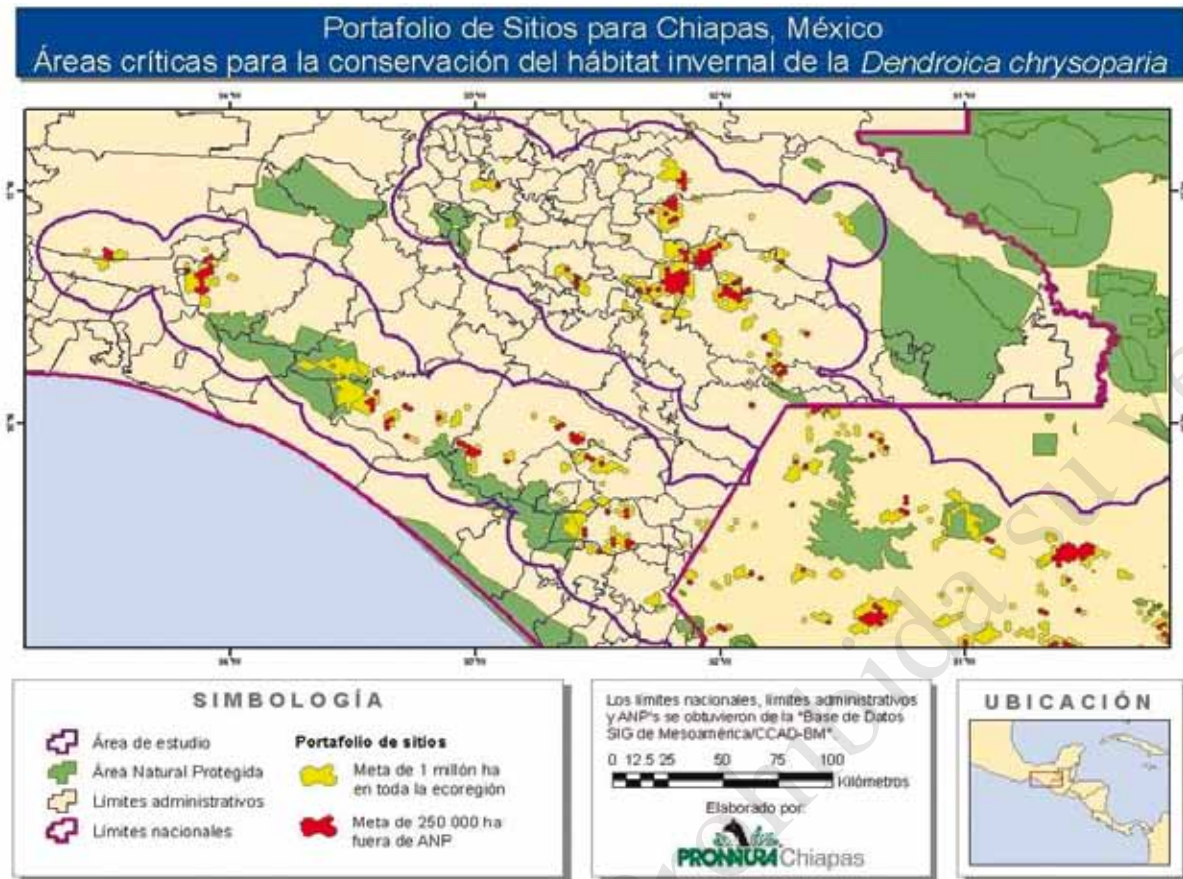 Portafolio de Sitios para Chiapas, México
Áreas críticas para la conservación del hábitat invernal de la Dendroica chrysoparia
SIMBOLOGÍA
Área de estudio
Área Natural Protegida
Límites administrativos
Límites nacionales
Portafolio de sitios
Meta de 1 millón ha
en toda la ecoregión
Meta de 250 000 ha
fuera de ANP
Los límites nacionales, límites administrativos
y ANP's se obtuvieron de la "Base de Datos
SIG de Mesoamérica/CCAD-BM"
0 12.5 25 50 75 100
Kilómetros
Elaborado por:
PRONATURA Chiapas
UBICACIÓN